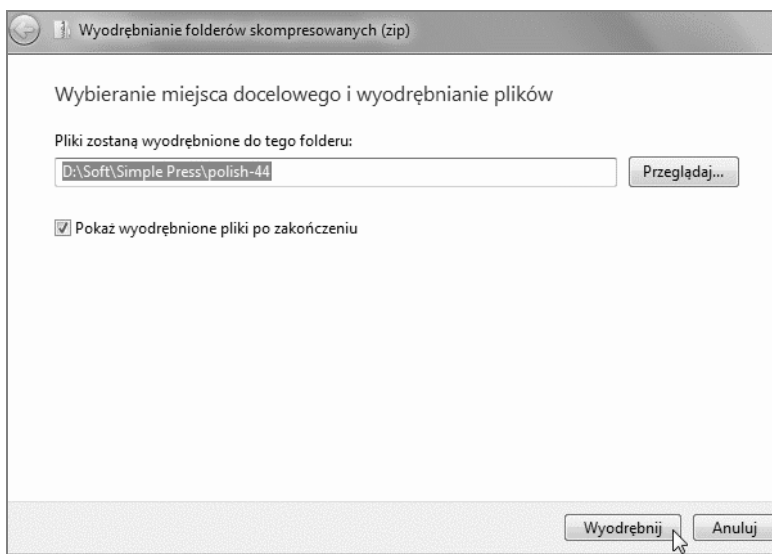 Wyodrębnianie folderów skompresowanych (zip)
Wybieranie miejsca docelowego i wyodrębnianie plików
Pliki zostaną wyodrębnione do tego folderu:
D:\Soft\Simple Press\polish-44
Przeglądaj...
Pokaż wyodrębnione pliki po zakończeniu
Wyodrębnij
Anuluj